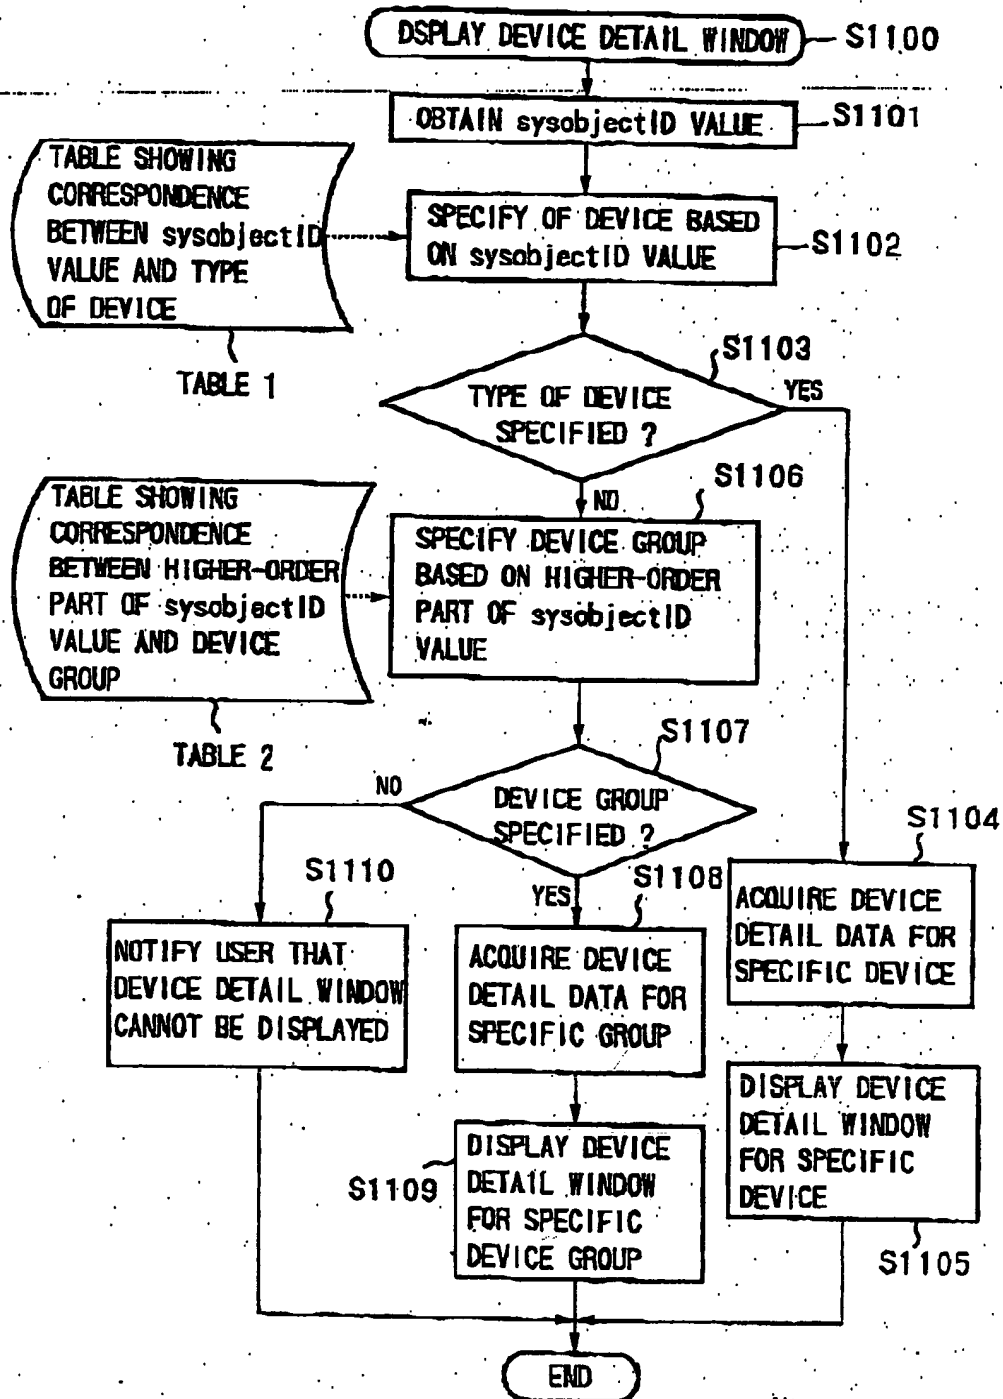 DSPLAY DEVICE DETAIL WINDOW
S1100
OBTAIN sysobjectID VALUE
S1101
TABLE SHOWING
CORRESPONDENCE
BETWEEN sysobjectID
VALUE AND TYPE
OF DEVICE
TABLE 1
SPECIFY OF DEVICE BASED
ON sysobjectID VALUE
S1102
S1103
TYPE OF DEVICE
SPECIFIED ?
YES
NO
S1106
TABLE SHOWING
CORRESPONDENCE
BETWEEN HIGHER-ORDER
PART OF sysobjectID
VALUE AND DEVICE
GROUP
TABLE 2
SPECIFY DEVICE GROUP
BASED ON HIGHER-ORDER
PART OF sysobjectID
VALUE
S1107
DEVICE GROUP
SPECIFIED ?
NO
YES
S1110
NOTIFY USER THAT
DEVICE DETAIL WINDOW
CANNOT BE DISPLAYED
S1108
ACQUIRE DEVICE
DETAIL DATA FOR
SPECIFIC GROUP
S1104
ACQUIRE DEVICE
DETAIL DATA FOR
SPECIFIC DEVICE
S1109
DISPLAY DEVICE
DETAIL WINDOW
FOR SPECIFIC
DEVICE GROUP
DISPLAY DEVICE
DETAIL WINDOW
FOR SPECIFIC
DEVICE
S1105
END